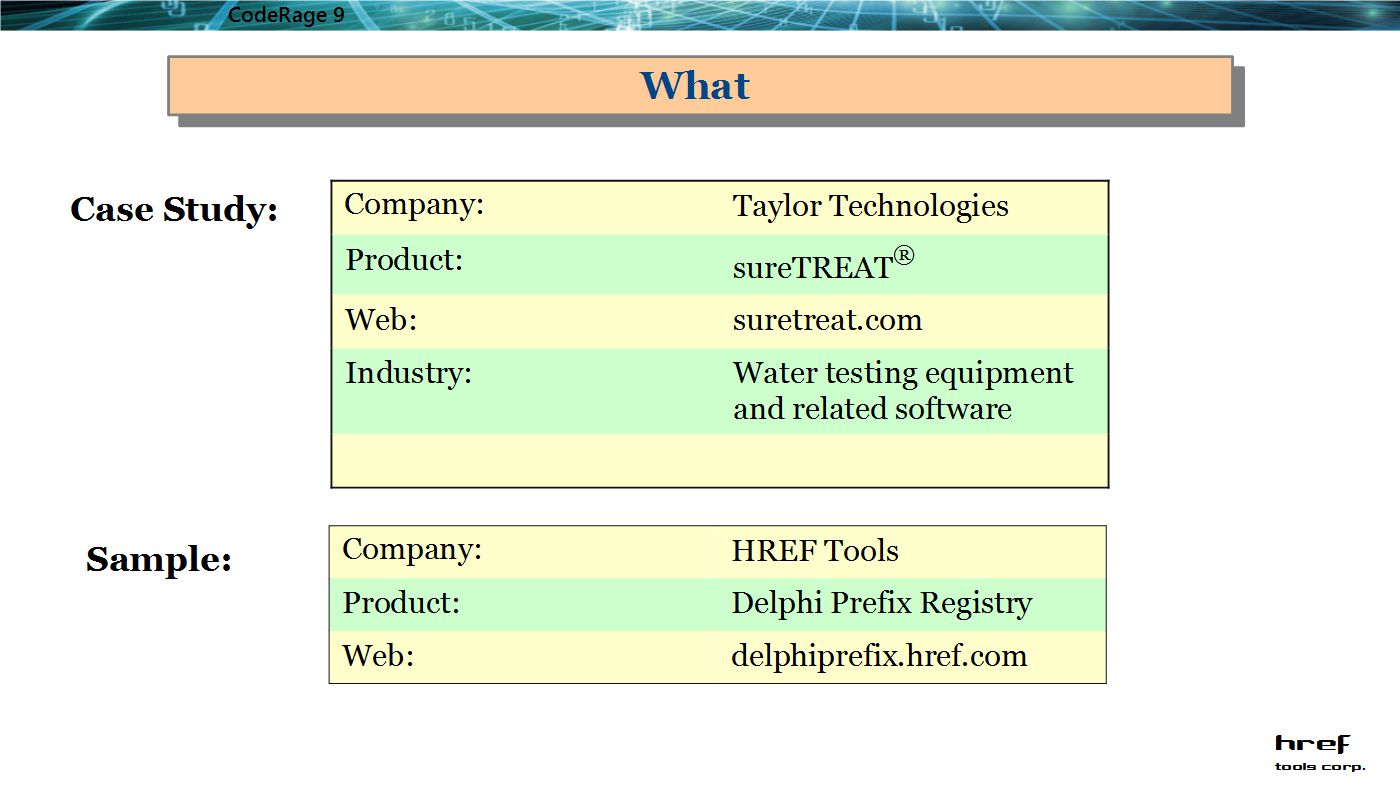 CodeRage 9
What
Case Study:
Company: Taylor Technologies
Product: sureTREAT®
Web: suretreat.com
Industry: Water testing equipment
and related software
Sample:
Company: HREF Tools
Product: Delphi Prefix Registry
Web: delphiprefix.href.com
href
tools corp.